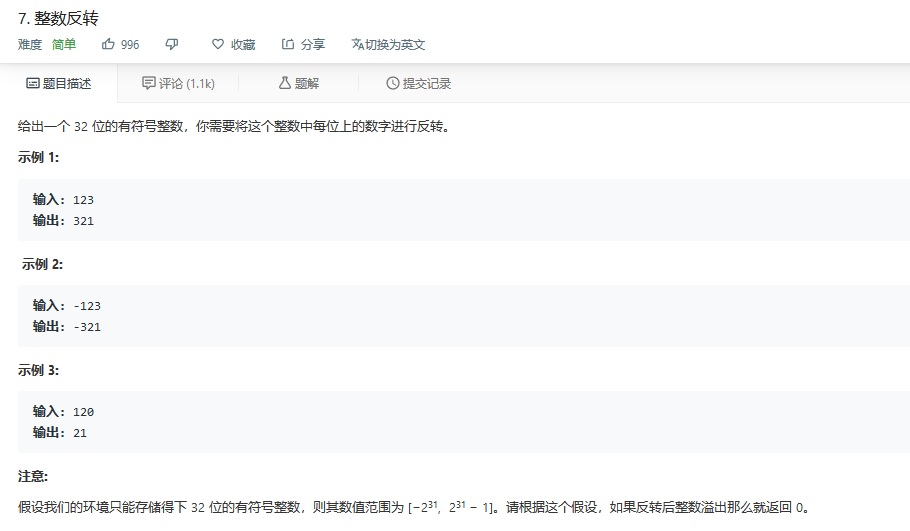 7. 整数反转
难度 简单 996 收藏 分享 切换为英文
题目描述 评论 (1.1k) 题解 提交记录
给出一个 32 位的有符号整数，你需要将这个整数中每位上的数字进行反转。
示例 1:
输入: 123
输出: 321
示例 2:
输入: -123
输出: -321
示例 3:
输入: 120
输出: 21
注意:
假设我们的环境只能存储得下 32 位的有符号整数，则其数值范围为 [−2³¹, 2³¹ − 1]。请根据这个假设，如果反转后整数溢出那么就返回 0。